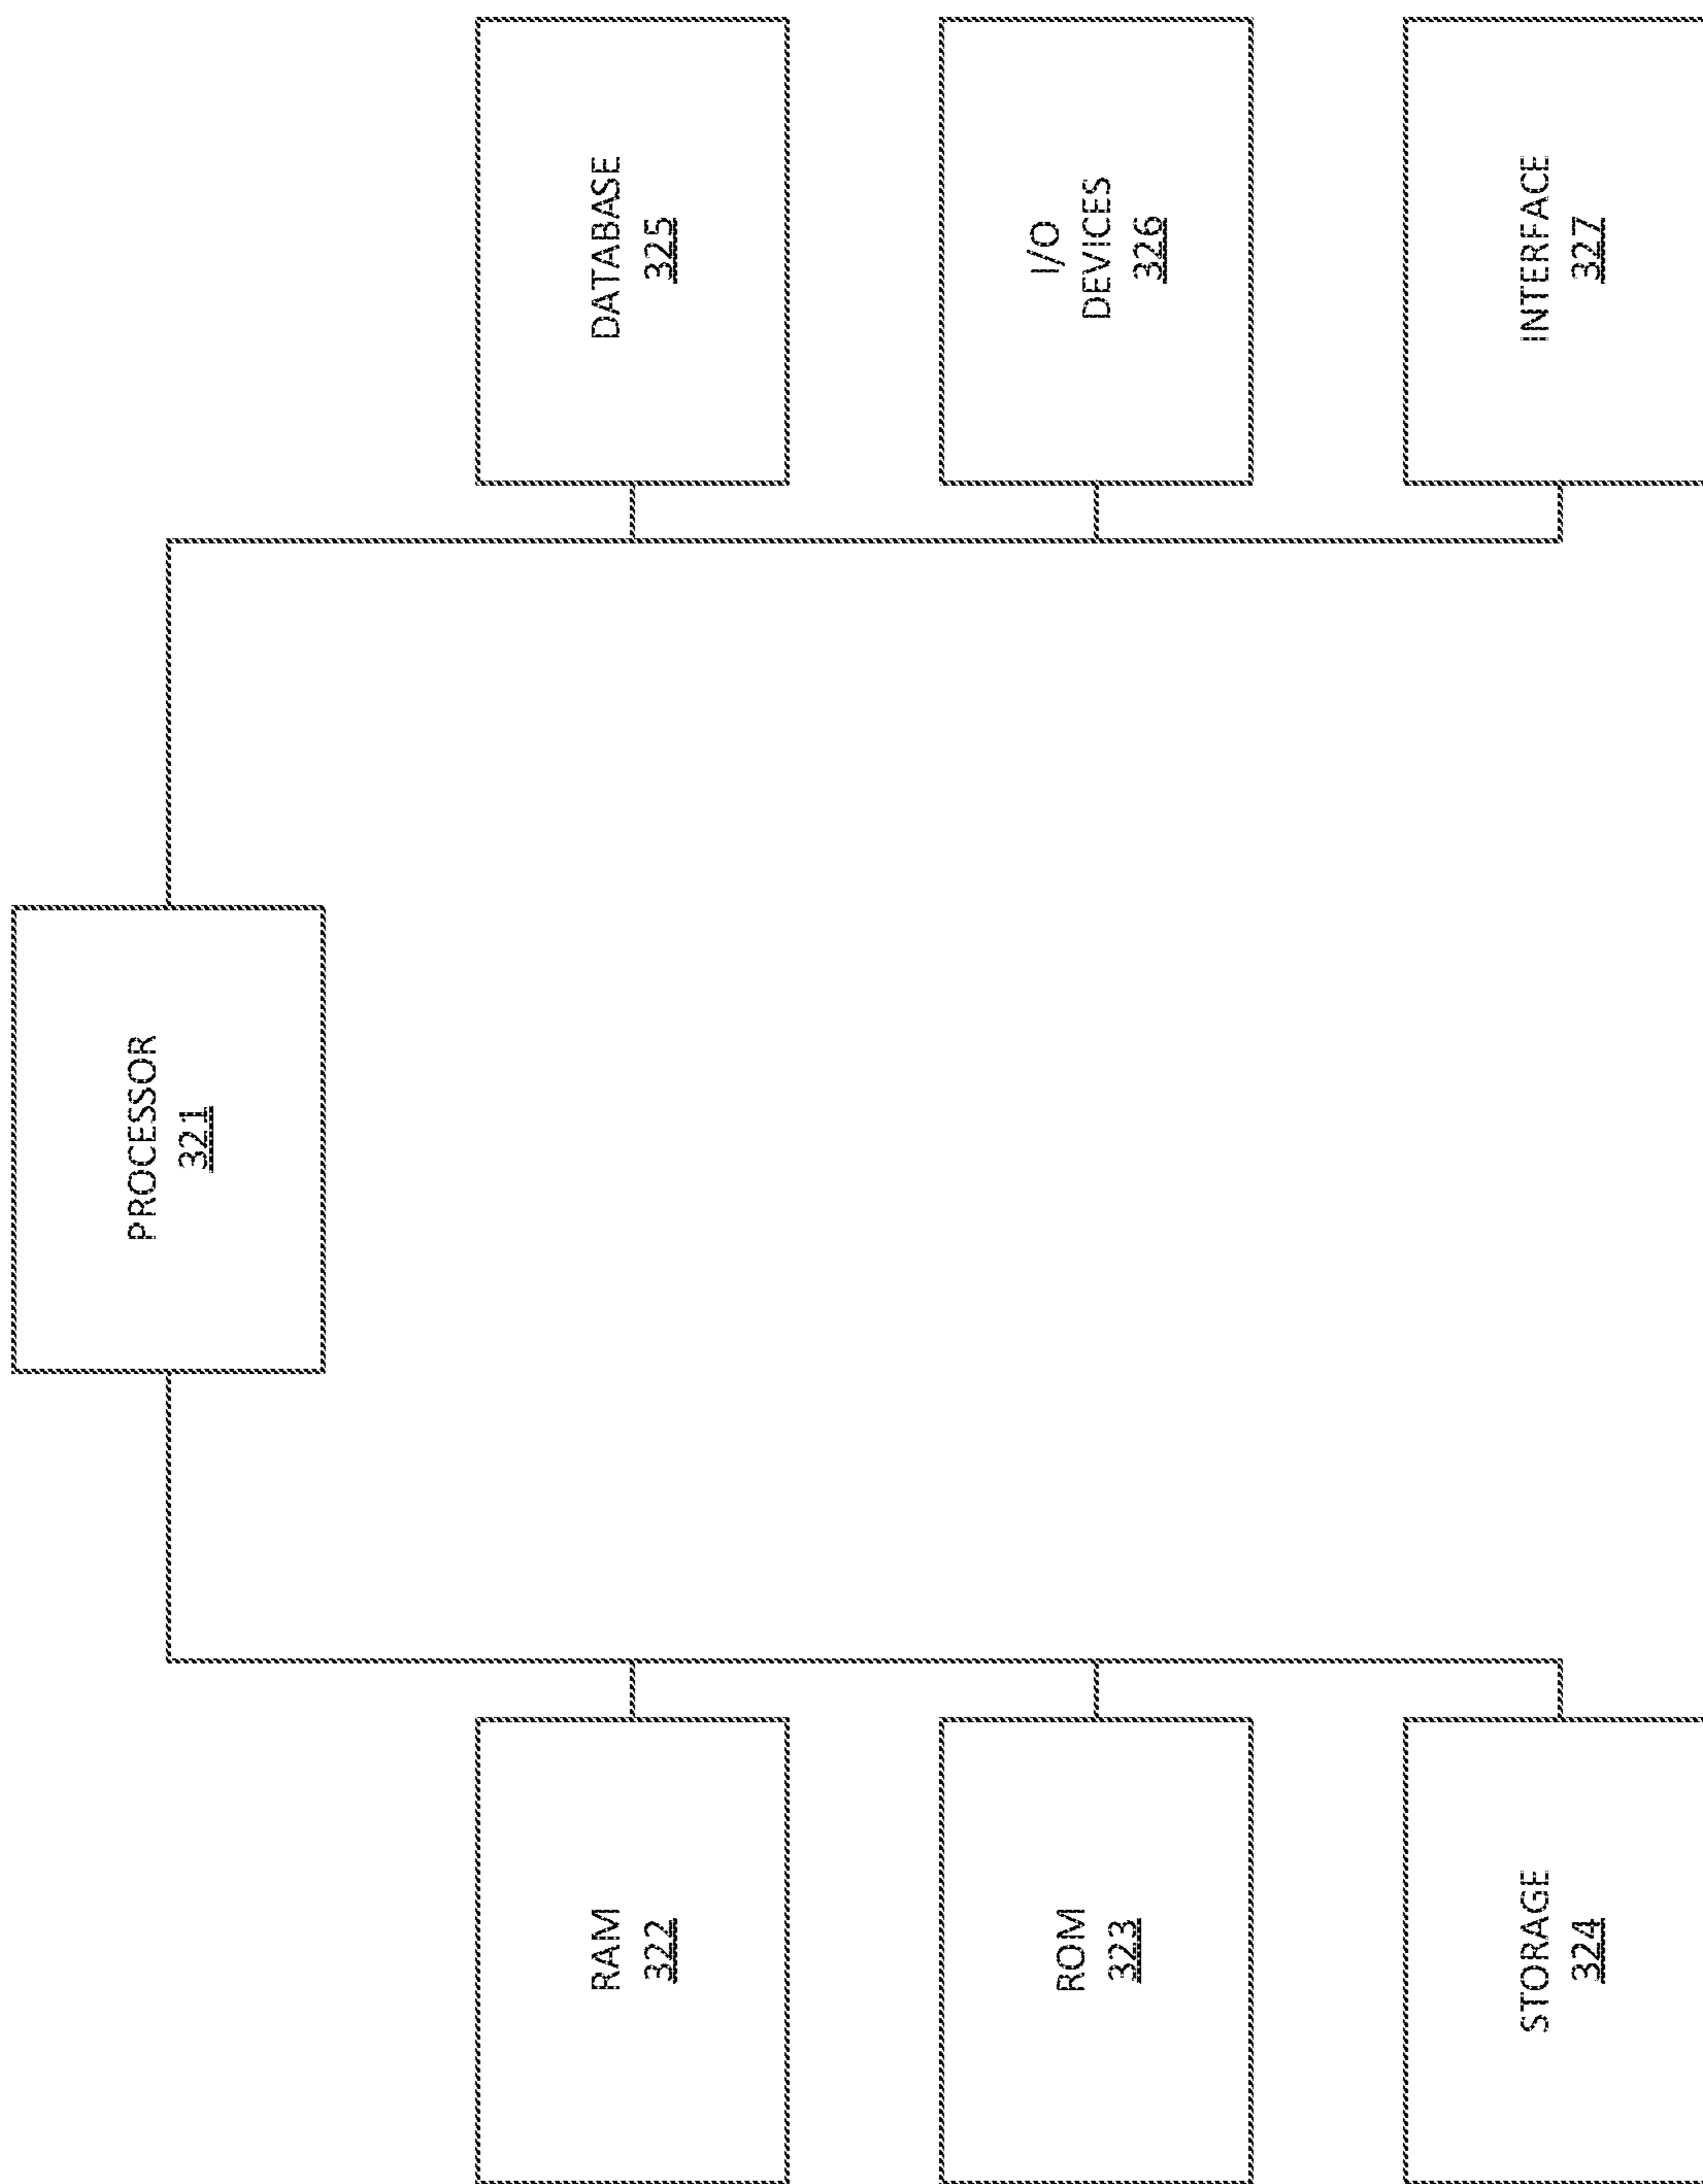 PROCESSOR
321
RAM
322
ROM
323
STORAGE
324
DATABASE
325
I/O
DEVICES
326
INTERFACE
327